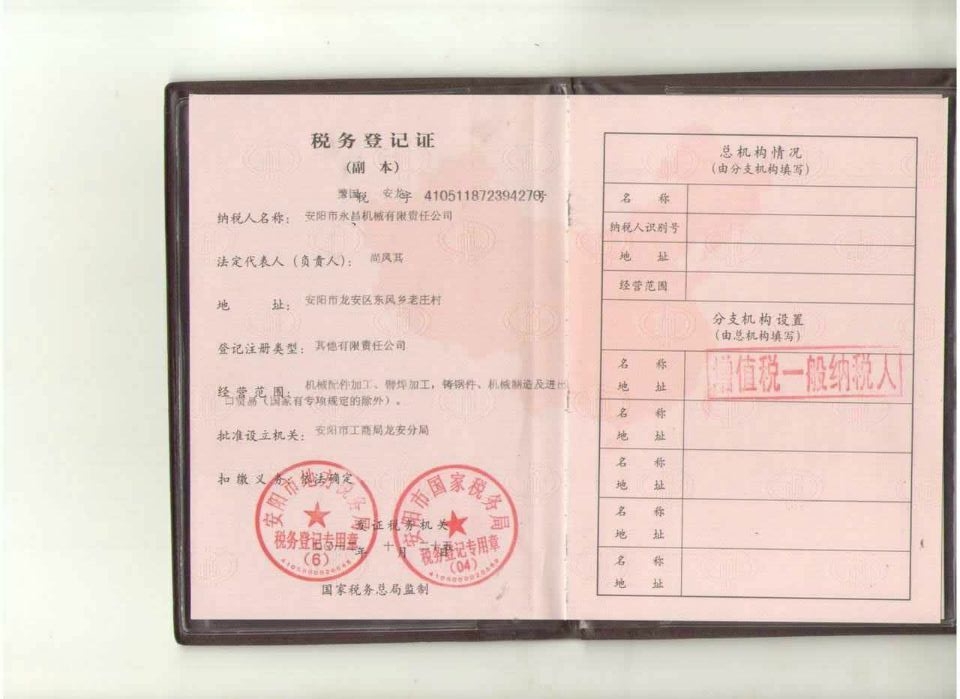 税务登记证
(副 本)
豫国 税 安龙 字 410511872394270号
纳税人名称: 安阳市永昌机械有限责任公司
法定代表人(负责人): 尚凤其
地 址: 安阳市龙安区东风乡老庄村
登记注册类型: 其他有限责任公司
经营范围: 机械配件加工、铆焊加工,铸钢件、机械制造及进出
口贸易(国家有专项规定的除外)。
批准设立机关: 安阳市工商局龙安分局
扣缴义务: 依法确定
安阳市地方税务局
税务登记专用章
(6)
安阳市国家税务局
税务登记专用章
(04)
发证税务机关
年 十 月
国家税务总局监制
总机构情况
(由分支机构填写)
名 称
纳税人识别号
地 址
经营范围
分支机构设置
(由总机构填写)
名 称
地 址
增值税一般纳税人
名 称
地 址
名 称
地 址
名 称
地 址
名 称
地 址